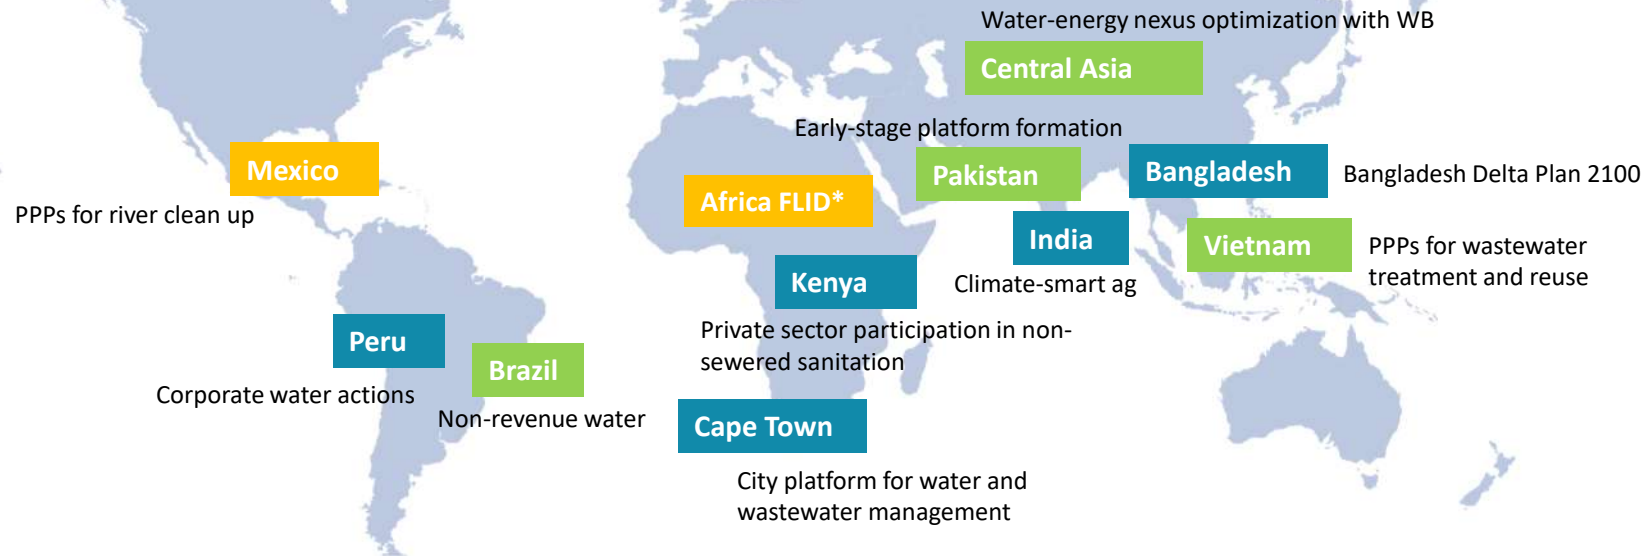 Water-energy nexus optimization with WB
Central Asia
Early-stage platform formation
Mexico
PPPs for river clean up
Africa FLID*
Pakistan
Bangladesh
Bangladesh Delta Plan 2100
India
Climate-smart ag
Vietnam
PPPs for wastewater
treatment and reuse
Kenya
Private sector participation in non-
sewered sanitation
Peru
Corporate water actions
Brazil
Non-revenue water
Cape Town
City platform for water and
wastewater management